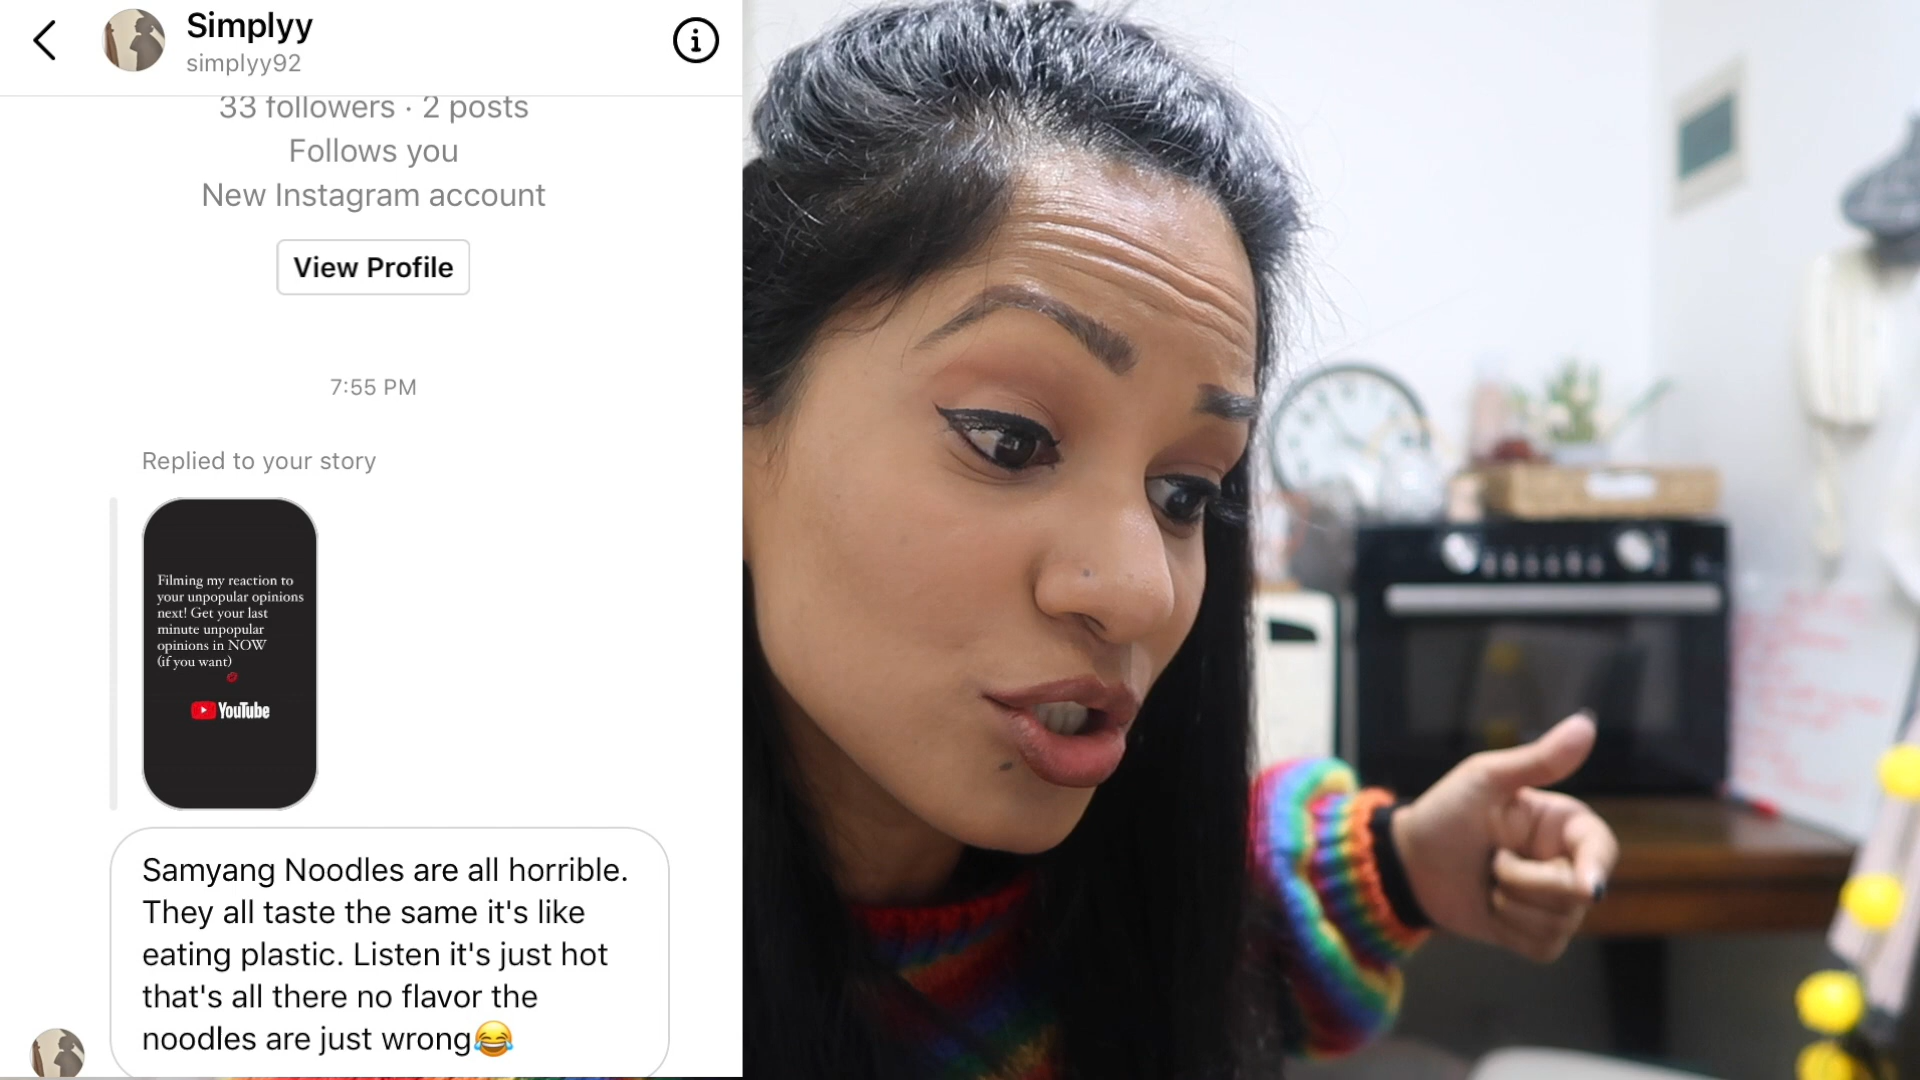 Simplyy
simplyy92
33 followers · 2 posts
Follows you
New Instagram account
View Profile
7:55 PM
Replied to your story
Filming my reaction to
your unpopular opinions
next! Get your last
minute unpopular
opinions in NOW
(if you want)
YouTube
Samyang Noodles are all horrible.
They all taste the same it's like
eating plastic. Listen it's just hot
that's all there no flavor the
noodles are just wrong😂